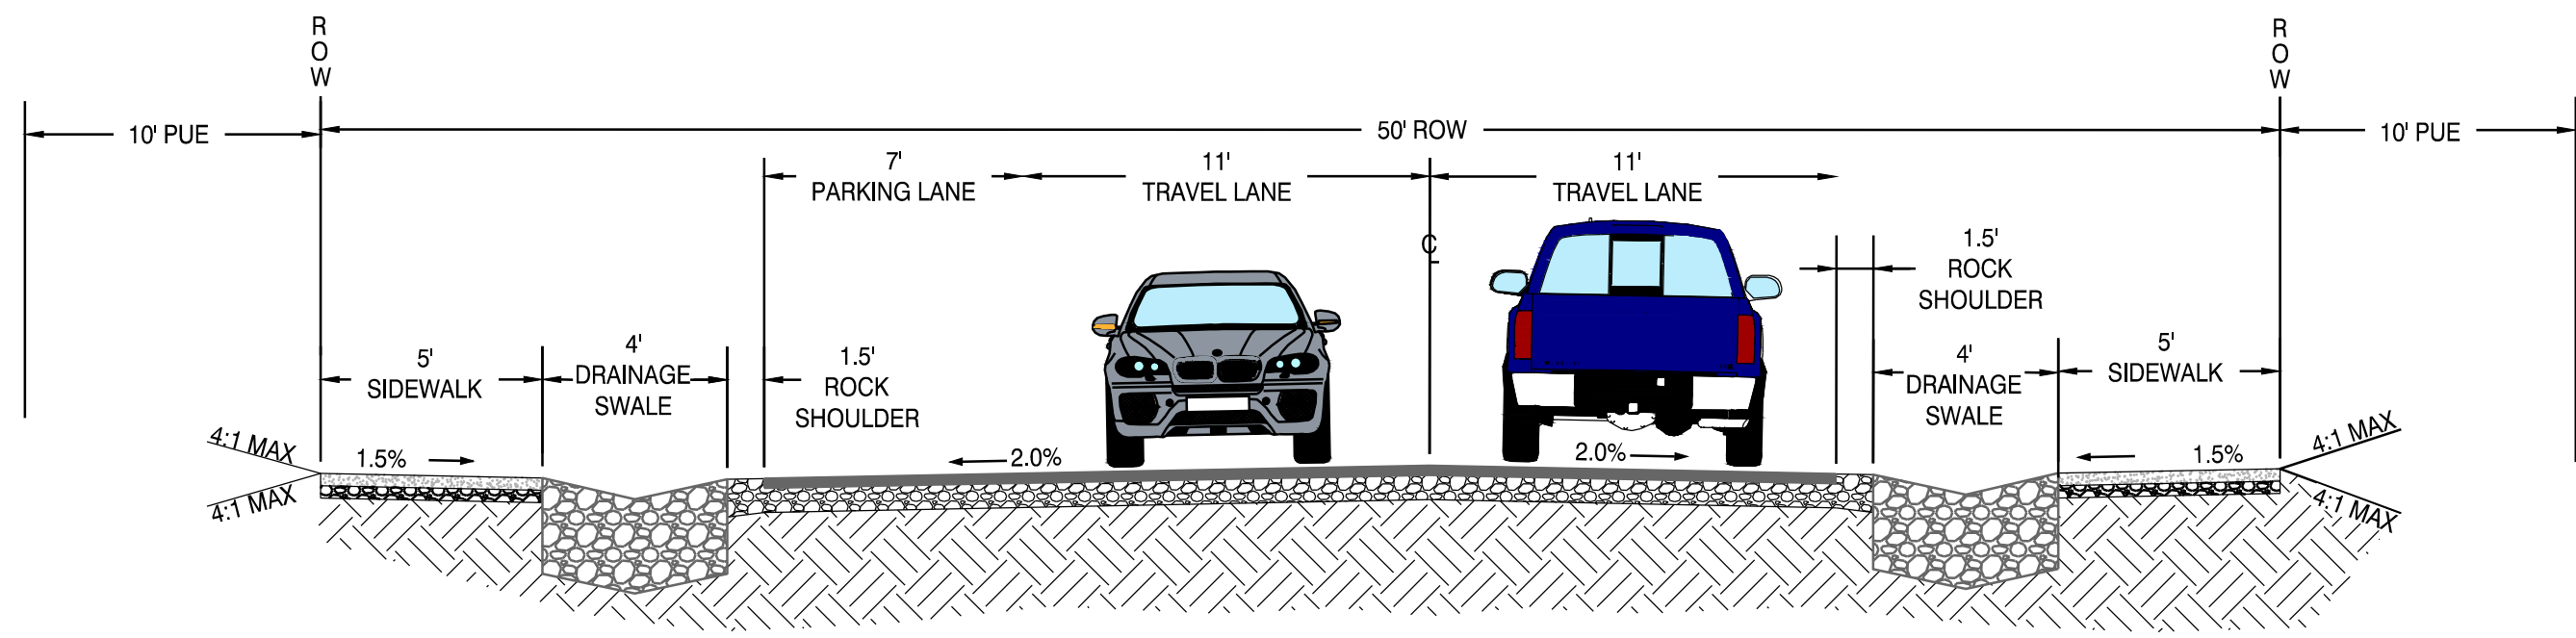 R
O
W
R
O
W
10' PUE
50' ROW
10' PUE
7'
PARKING LANE
11'
TRAVEL LANE
11'
TRAVEL LANE
C
L
1.5'
ROCK
SHOULDER
5'
SIDEWALK
4'
DRAINAGE
SWALE
1.5'
ROCK
SHOULDER
4'
DRAINAGE
SWALE
5'
SIDEWALK
4:1 MAX
4:1 MAX
1.5%
2.0%
2.0%
1.5%
4:1 MAX
4:1 MAX